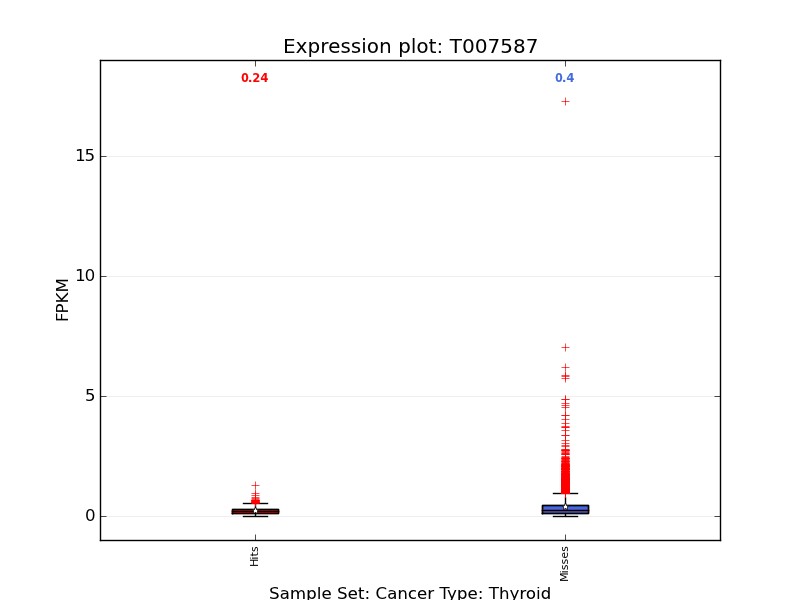 Expression plot: T007587
0.24
0.4
15
10
5
0
FPKM
Hits
Misses
Sample Set: Cancer Type: Thyroid